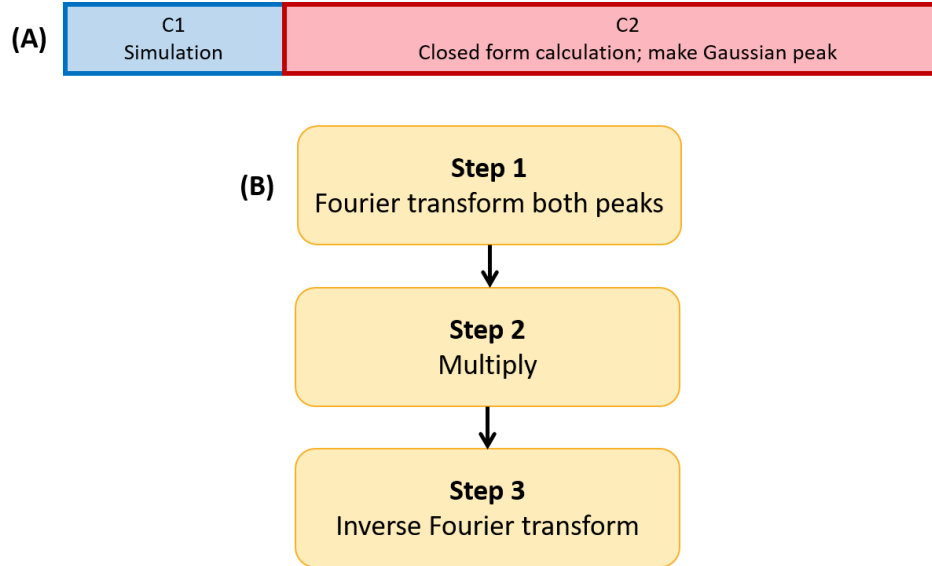 (A)
C1
Simulation
C2
Closed form calculation; make Gaussian peak
(B)
Step 1
Fourier transform both peaks
Step 2
Multiply
Step 3
Inverse Fourier transform